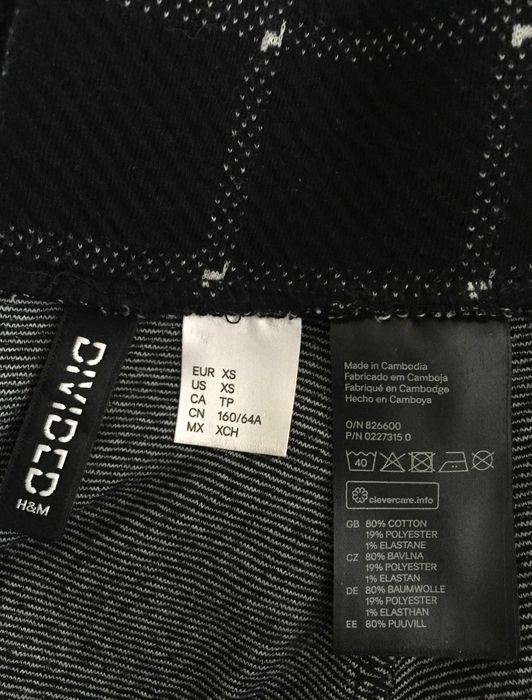 DIVIDED
H&M
EUR XS
US XS
CA TP
CN 160/64A
MX XCH
Made in Cambodia
Fabricado em Camboja
Fabriqué en Cambodge
Hecho en Camboya
O/N 826600
P/N 0227315 0
40
clevercare.info
GB 80% COTTON
19% POLYESTER
1% ELASTANE
CZ 80% BAVLNA
19% POLYESTER
1% ELASTAN
DE 80% BAUMWOLLE
19% POLYESTER
1% ELASTHAN
EE 80% PUUVILL